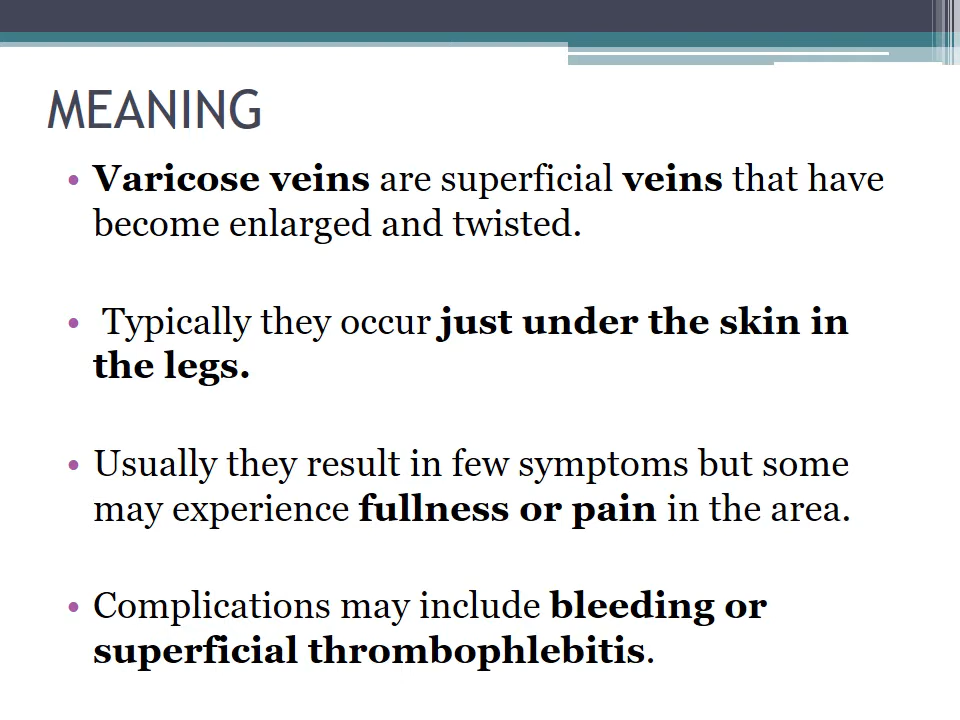 MEANING
• Varicose veins are superficial veins that have
become enlarged and twisted.
• Typically they occur just under the skin in
the legs.
• Usually they result in few symptoms but some
may experience fullness or pain in the area.
• Complications may include bleeding or
superficial thrombophlebitis.